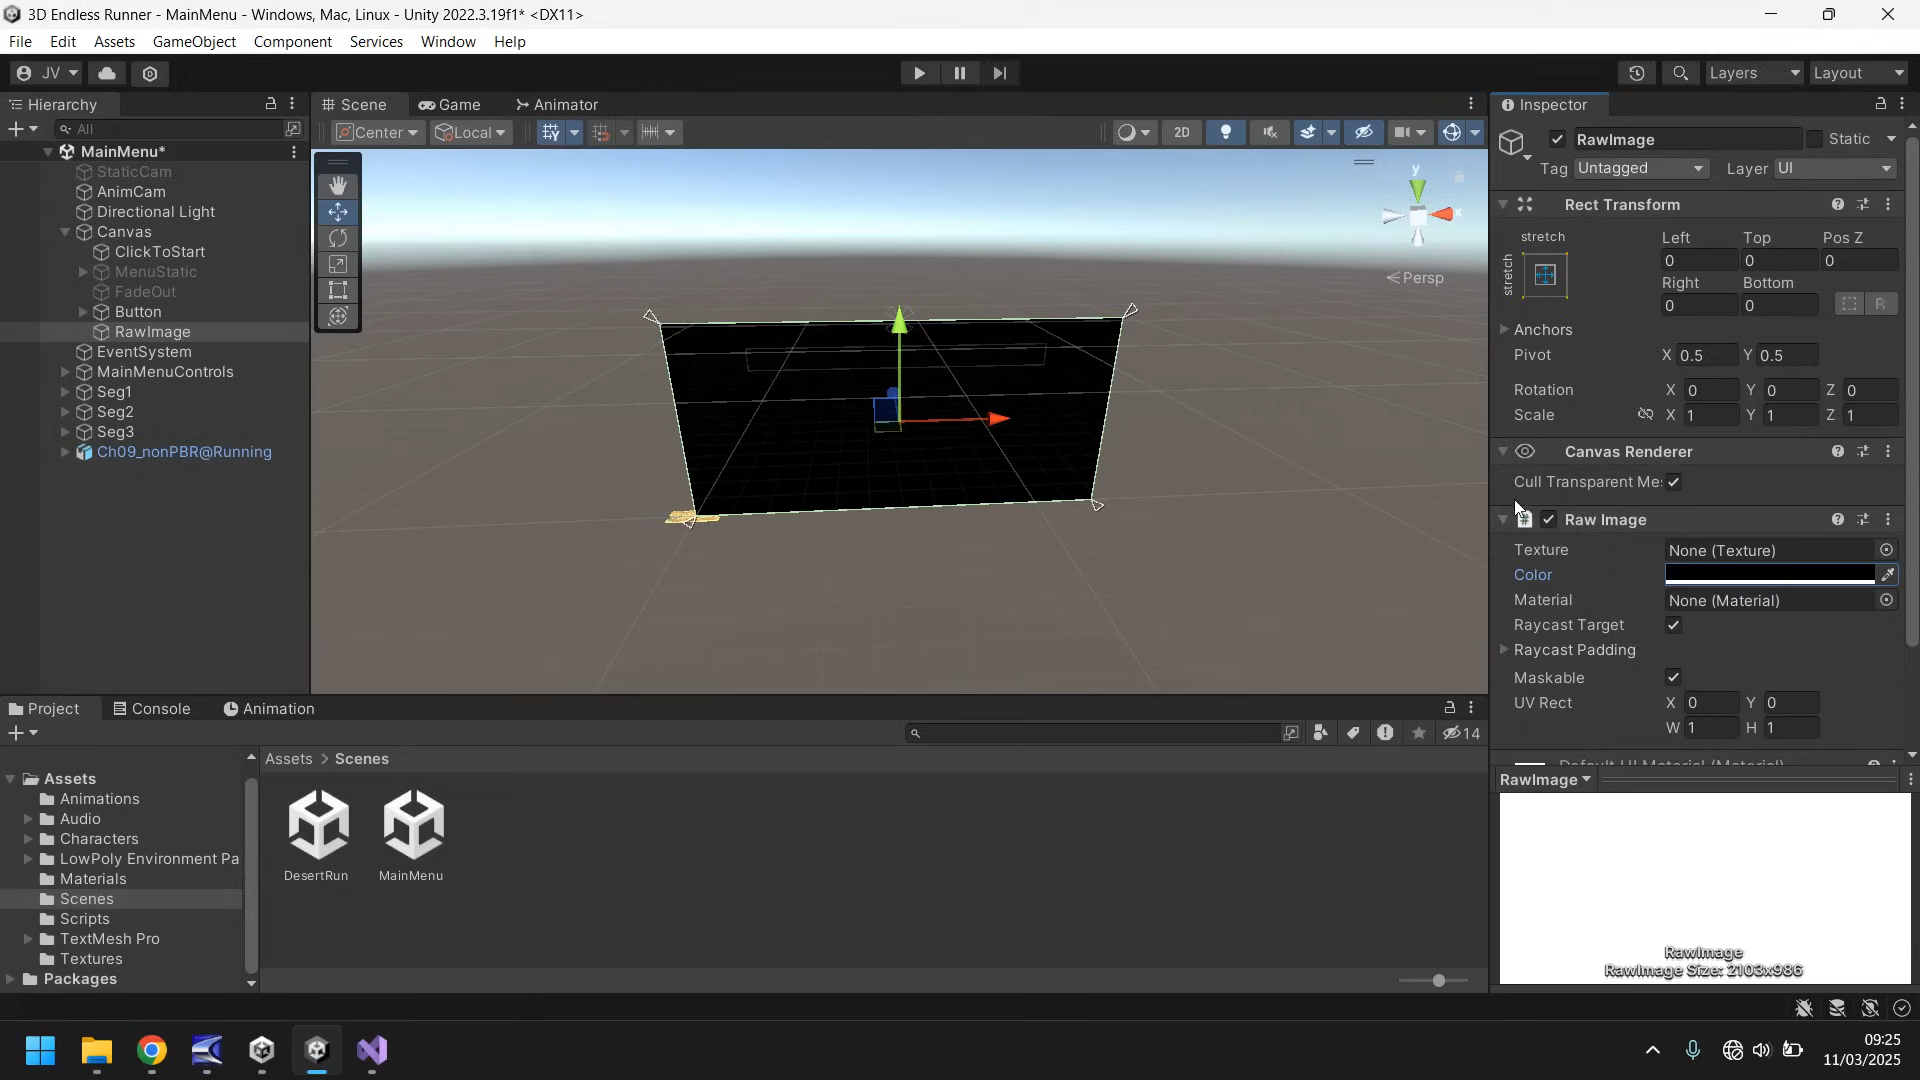 3D Endless Runner - MainMenu - Windows, Mac, Linux - Unity 2022.3.19f1* <DX11>
File Edit Assets GameObject Component Services Window Help
JV Layers Layout
Hierarchy
All
MainMenu*
StaticCam
AnimCam
Directional Light
Canvas
ClickToStart
MenuStatic
FadeOut
Button
RawImage
EventSystem
MainMenuControls
Seg1
Seg2
Seg3
Ch09_nonPBR@Running
Scene Game Animator
Center Local 2D
y
x
Persp
Inspector
RawImage Static
Tag Untagged Layer UI
Rect Transform
stretch Left Top Pos Z
stretch
0 0 0
Right Bottom
0 0 R
Anchors
Pivot X 0.5 Y 0.5
Rotation X 0 Y 0 Z 0
Scale X 1 Y 1 Z 1
Canvas Renderer
Cull Transparent Me
# Raw Image
Texture None (Texture)
Color
Material None (Material)
Raycast Target
Raycast Padding
Maskable
UV Rect X 0 Y 0
W 1 H 1
Default UI Material (Material)
RawImage
RawImage
RawImage Size: 2103x986
Project Console Animation
14
Assets
Animations
Audio
Characters
LowPoly Environment Pa
Materials
Scenes
Scripts
TextMesh Pro
Textures
Packages
Assets > Scenes
DesertRun MainMenu
09:25
11/03/2025